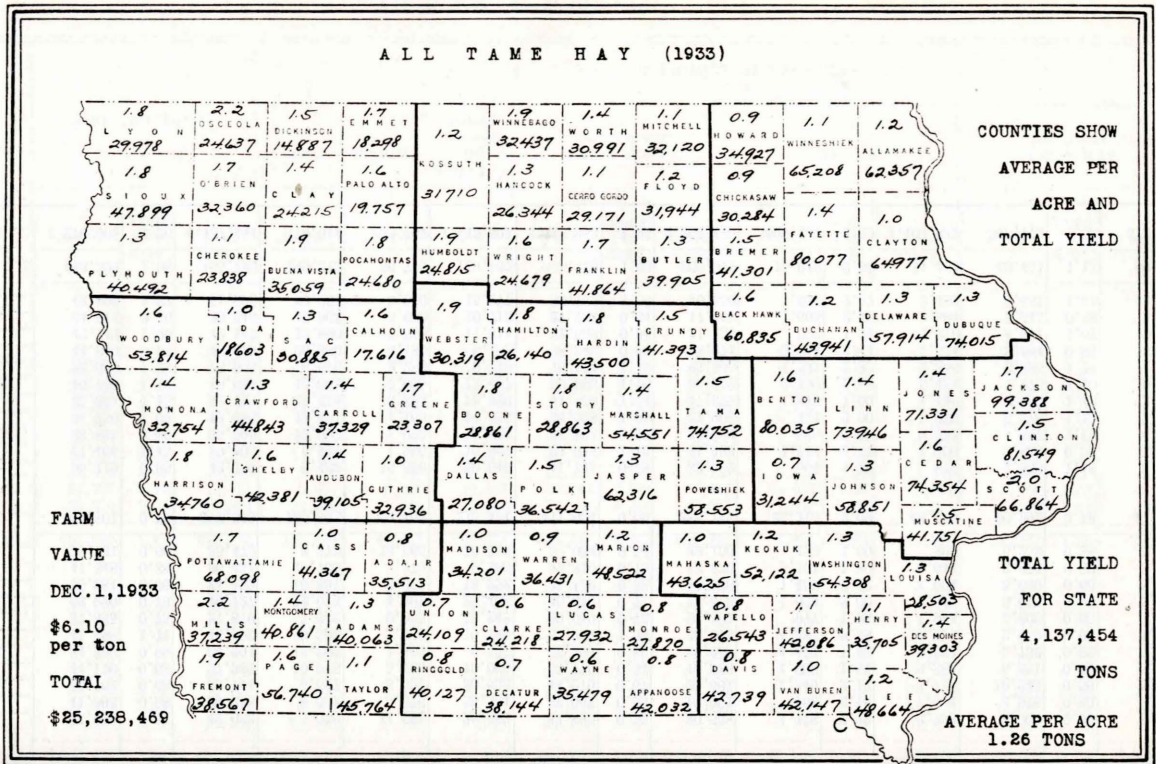 ALL TAME HAY (1933)
COUNTIES SHOW
AVERAGE PER
ACRE AND
TOTAL YIELD
1.8
LYON
29.978
2.2
OSCEOLA
24.637
1.5
DICKINSON
14.887
1.7
EMMET
18.298
1.2
KOSSUTH
31710
1.9
WINNEBAGO
32.437
1.4
WORTH
30.991
1.1
MITCHELL
32,120
0.9
HOWARD
34.927
1.1
WINNESHIEK
65,208
1.2
ALLAMAKEE
62.357
1.8
SIOUX
47.899
1.7
O'BRIEN
32.360
1.4
CLAY
24.215
1.6
PALO ALTO
19.757
1.3
HANCOCK
26.344
1.1
CERRO GORDO
29.171
1.2
FLOYD
31,944
0.9
CHICKASAW
30.284
1.4
FAYETTE
80,077
1.0
CLAYTON
64.977
1.3
PLYMOUTH
40.492
1.1
CHEROKEE
23.838
1.9
BUENA VISTA
35.059
1.8
POCAHONTAS
24.680
1.9
HUMBOLDT
24.815
1.6
WRIGHT
24.679
1.7
FRANKLIN
41.864
1.3
BUTLER
39.905
1.5
BREMER
41.301
1.6
WOODBURY
53.814
1.0
IDA
18603
1.3
SAC
30.885
1.6
CALHOUN
17.616
1.9
WEBSTER
30.319
1.8
HAMILTON
26,140
1.8
HARDIN
43,500
1.5
GRUNDY
41.393
1.6
BLACK HAWK
60.835
1.2
BUCHANAN
43,941
1.3
DELAWARE
57.914
1.3
DUBUQUE
74.015
1.4
MONONA
32.754
1.3
CRAWFORD
44.843
1.4
CARROLL
37.329
1.7
GREENE
23.307
1.8
BOONE
28.861
1.8
STORY
28,863
1.4
MARSHALL
54,551
1.5
TAMA
74.752
1.6
BENTON
80.035
1.4
LINN
73.946
1.4
JONES
71.331
1.7
JACKSON
99.388
1.5
CLINTON
81.549
1.8
HARRISON
34760
1.6
SHELBY
42.381
1.4
AUDUBON
39,105
1.6
GUTHRIE
32,936
1.4
DALLAS
27.080
1.5
POLK
36.542
1.3
JASPER
62,316
1.3
POWESHIEK
58.553
0.7
IOWA
31,244
1.3
JOHNSON
58.851
1.6
CEDAR
74.354
2.0
SCOTT
66.864
1.5
MUSCATINE
41.751
1.7
POTTAWATTAMIE
68.098
1.0
CASS
41.367
0.8
ADAIR
35,513
1.0
MADISON
34.201
0.9
WARREN
36.431
1.2
MARION
48.522
1.0
MAHASKA
43.625
1.2
KEOKUK
52,122
1.3
WASHINGTON
54.308
1.3
LOUISA
28,503
2.2
MILLS
37.239
1.4
MONTGOMERY
40.861
1.3
ADAMS
40.063
0.7
UNION
24.109
0.6
CLARKE
24.218
0.6
LUCAS
27.932
0.8
MONROE
27.870
0.8
WAPELLO
26.543
1.1
JEFFERSON
42.086
1.1
HENRY
35.705
1.4
DES MOINES
39.303
1.9
FREMONT
38.567
1.6
PAGE
56.740
1.1
TAYLOR
45.764
0.8
RINGGOLD
40.127
0.7
DECATUR
38.144
0.6
WAYNE
35.479
0.8
APPANOOSE
42.032
0.8
DAVIS
42.739
1.0
VAN BUREN
42.147
1.2
LEE
48.664
FARM
VALUE
DEC.1,1933
$6.10
per ton
TOTAl
$25,238,469
TOTAL YIELD
FOR STATE
4,137,454
TONS
AVERAGE PER ACRE
1.26 TONS
C